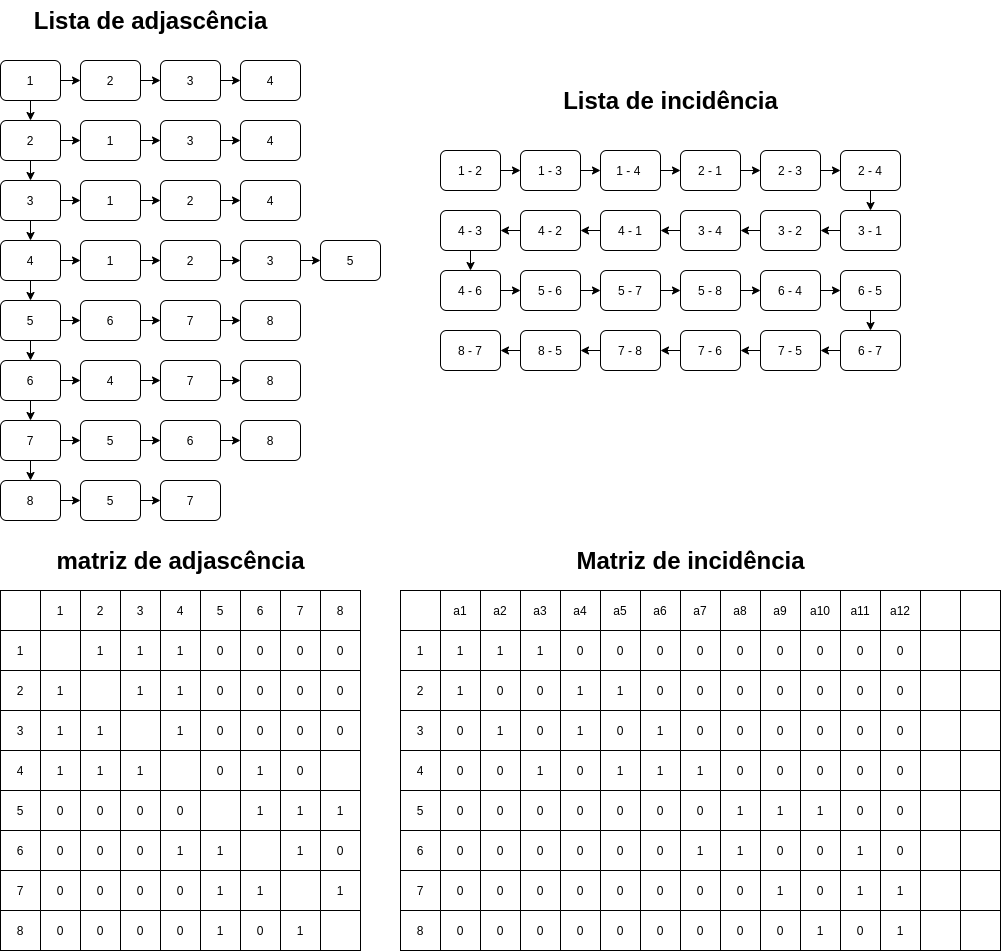 Lista de adjascência
1 2 3 4
2 1 3 4
3 1 2 4
4 1 2 3 5
5 6 7 8
6 4 7 8
7 5 6 8
8 5 7
Lista de incidência
1 - 2 1 - 3 1 - 4 2 - 1 2 - 3 2 - 4
4 - 3 4 - 2 4 - 1 3 - 4 3 - 2 3 - 1
4 - 6 5 - 6 5 - 7 5 - 8 6 - 4 6 - 5
8 - 7 8 - 5 7 - 8 7 - 6 7 - 5 6 - 7
matriz de adjascência
1 2 3 4 5 6 7 8
1 1 1 1 0 0 0 0
2 1 1 1 0 0 0 0
3 1 1 1 0 0 0 0
4 1 1 1 0 1 0
5 0 0 0 0 1 1 1
6 0 0 0 1 1 1 0
7 0 0 0 0 1 1 1
8 0 0 0 0 1 0 1
Matriz de incidência
a1 a2 a3 a4 a5 a6 a7 a8 a9 a10 a11 a12
1 1 1 1 0 0 0 0 0 0 0 0 0
2 1 0 0 1 1 0 0 0 0 0 0 0
3 0 1 0 1 0 1 0 0 0 0 0 0
4 0 0 1 0 1 1 1 0 0 0 0 0
5 0 0 0 0 0 0 0 1 1 1 0 0
6 0 0 0 0 0 0 1 1 0 0 1 0
7 0 0 0 0 0 0 0 0 1 0 1 1
8 0 0 0 0 0 0 0 0 0 1 0 1